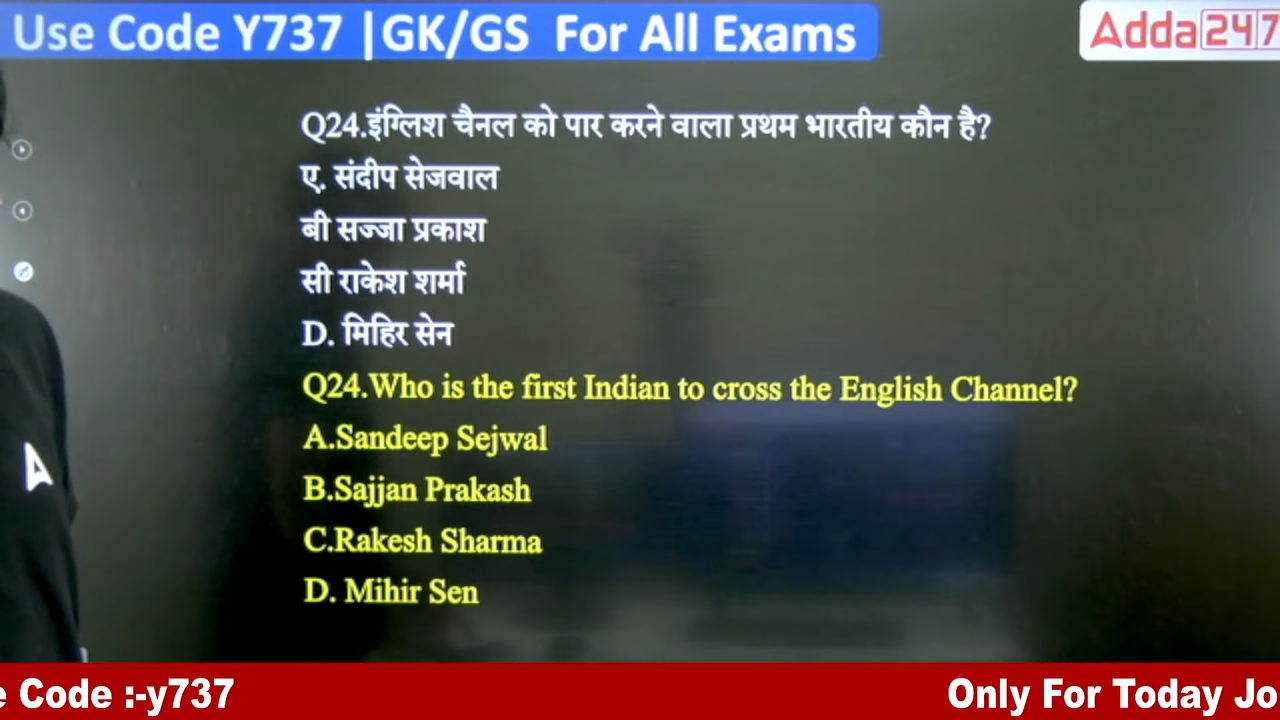 Use Code Y737 |GK/GS For All Exams
Adda247
Q24.इंग्लिश चैनल को पार करने वाला प्रथम भारतीय कौन है?
ए. संदीप सेजवाल
बी सज्जा प्रकाश
सी राकेश शर्मा
D. मिहिर सेन
Q24.Who is the first Indian to cross the English Channel?
A.Sandeep Sejwal
B.Sajjan Prakash
C.Rakesh Sharma
D. Mihir Sen
e Code :-y737
Only For Today Jo